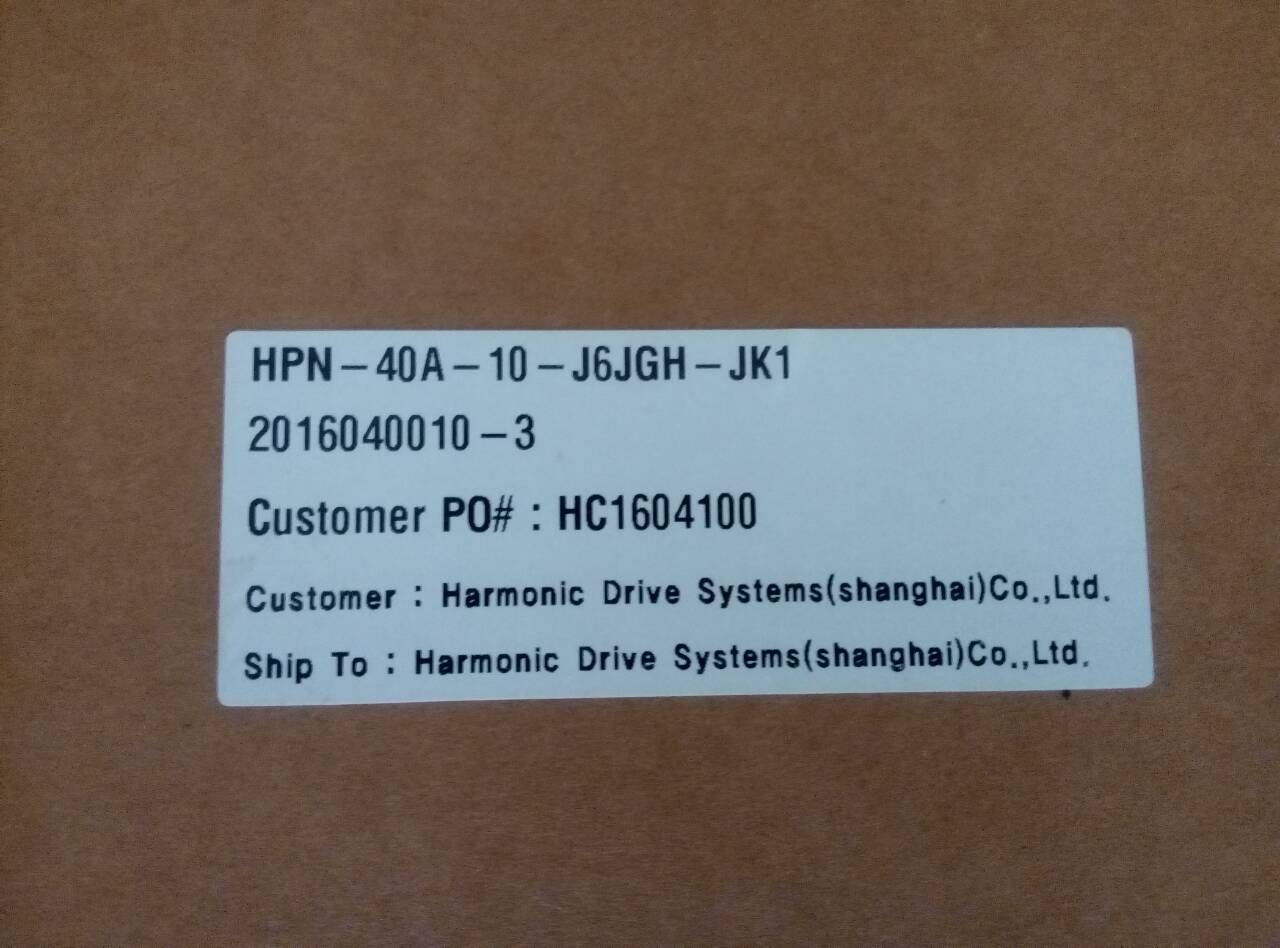 HPN-40A-10-J6JGH-JK1
2016040010-3
Customer PO# : HC1604100
Customer : Harmonic Drive Systems(shanghai)Co.,Ltd.
Ship To : Harmonic Drive Systems(shanghai)Co.,Ltd.